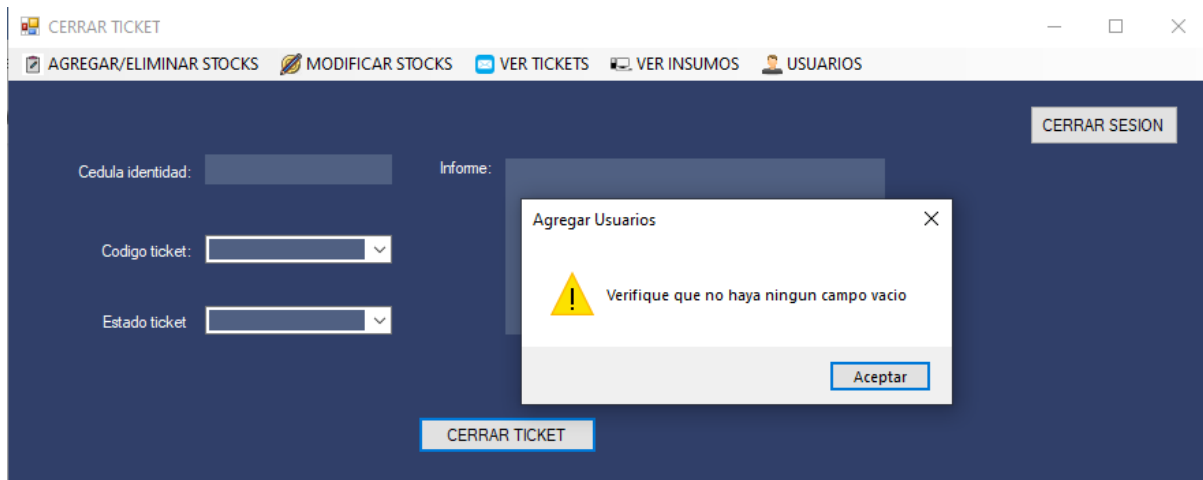 CERRAR TICKET
AGREGAR/ELIMINAR STOCKS MODIFICAR STOCKS VER TICKETS VER INSUMOS USUARIOS
CERRAR SESION
Cedula identidad:
Informe:
Agregar Usuarios
Codigo ticket:
Verifique que no haya ningun campo vacio
Estado ticket
Aceptar
CERRAR TICKET